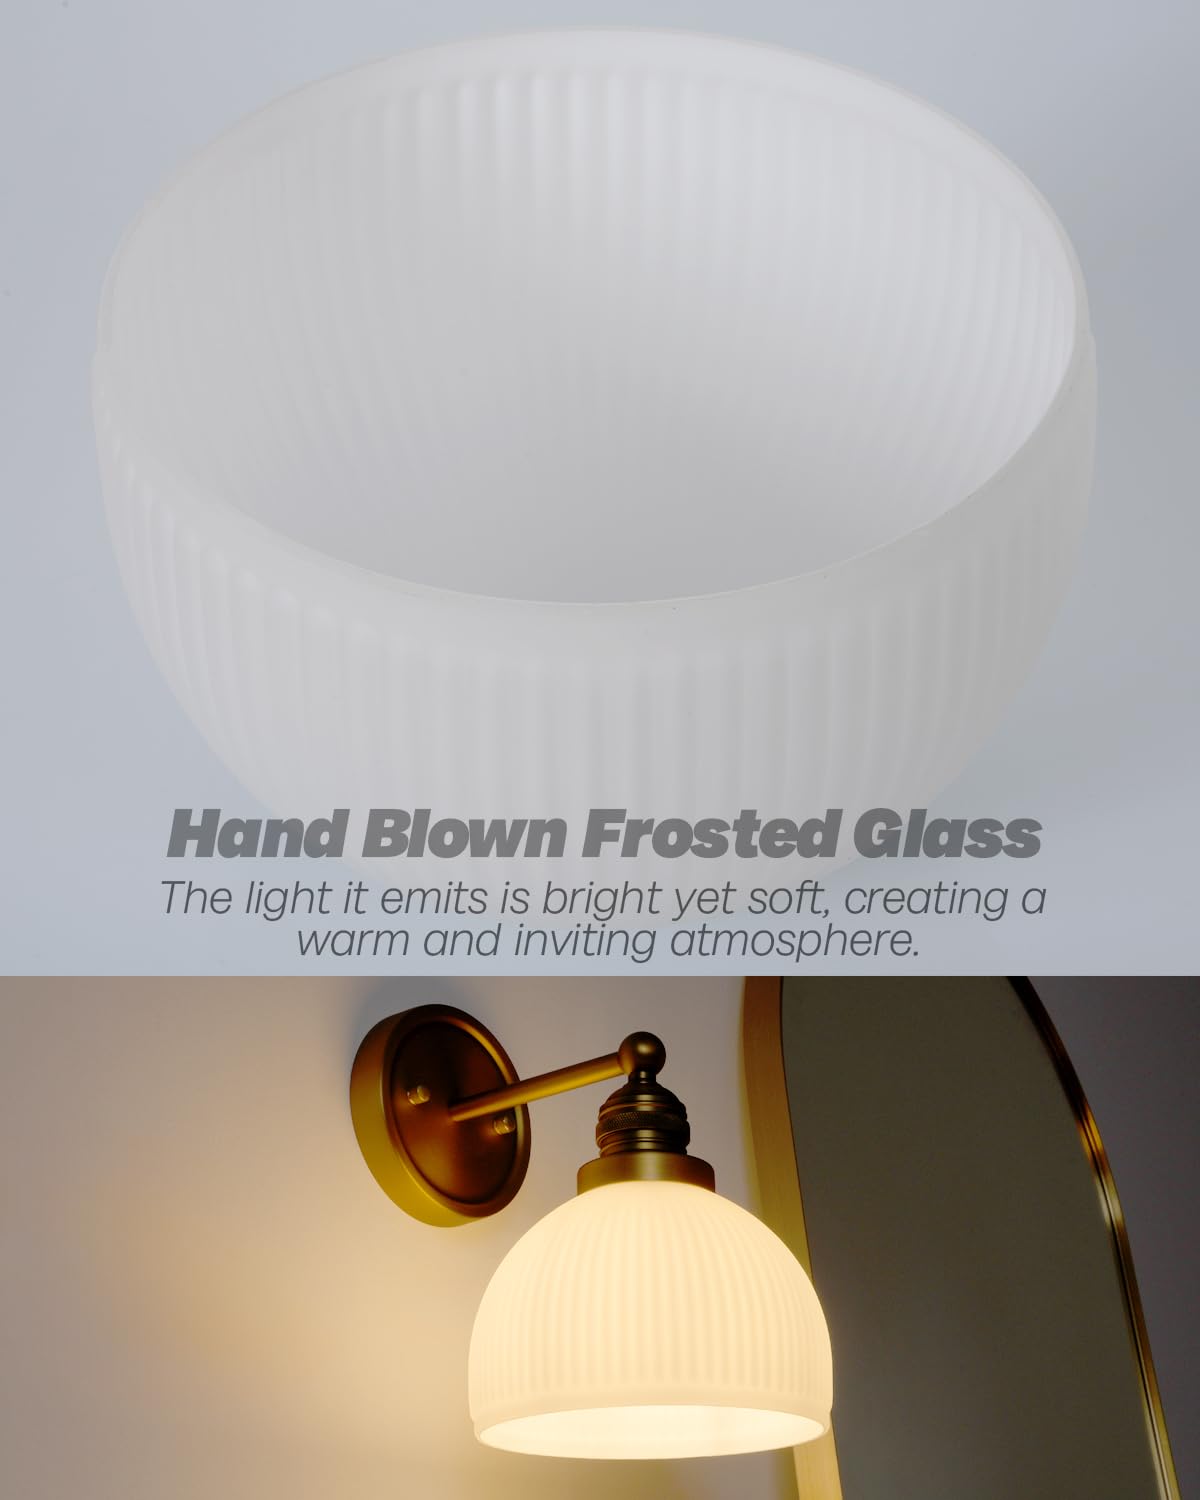 Hand Blown Frosted Glass
The light it emits is bright yet soft, creating a
warm and inviting atmosphere.